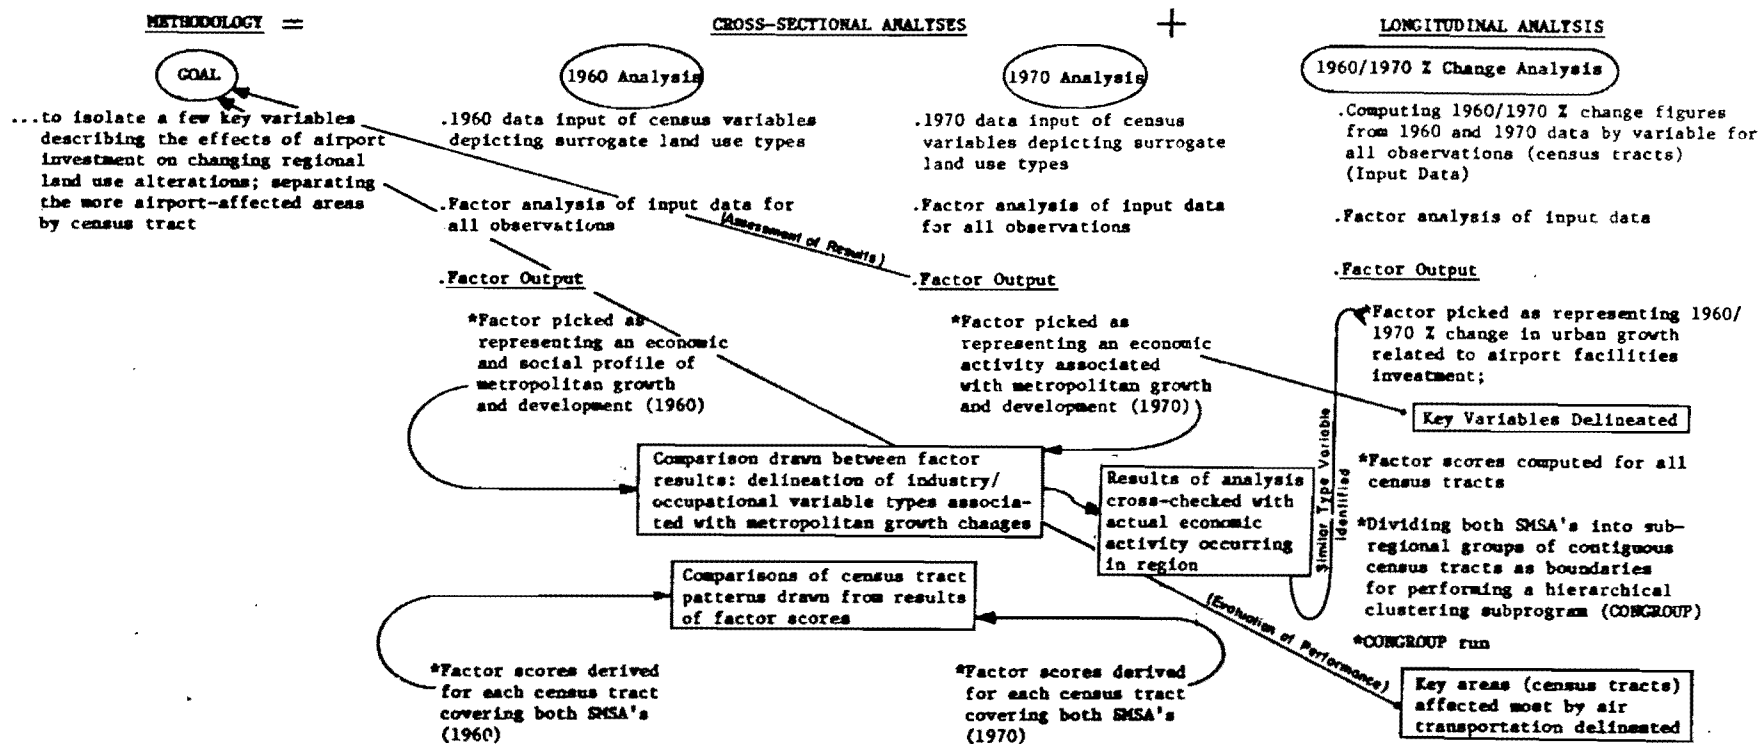 METHODOLOGY =
CROSS-SECTIONAL ANALYSES
+
LONGITUDINAL ANALYSIS
GOAL
...to isolate a few key variables
describing the effects of airport
investment on changing regional
land use alterations; separating
the more airport-affected areas
by census tract
1960 Analysis
.1960 data input of census variables
depicting surrogate land use types
.Factor analysis of input data for
all observations
(Assessment of Results)
.Factor Output
*Factor picked as
representing an economic
and social profile of
metropolitan growth
and development (1960)
1970 Analysis
.1970 data input of census
variables depicting surrogate
land use types
.Factor analysis of input data
for all observations
.Factor Output
*Factor picked as
representing an economic
activity associated
with metropolitan growth
and development (1970)
Comparison drawn between factor
results: delineation of industry/
occupational variable types associa-
ted with metropolitan growth changes
Results of analysis
cross-checked with
actual economic
activity occurring
in region
Comparisons of census tract
patterns drawn from results
of factor scores
*Factor scores derived
for each census tract
covering both SMSA's
(1960)
*Factor scores derived
for each census tract
covering both SMSA's
(1970)
1960/1970 % Change Analysis
.Computing 1960/1970 % change figures
from 1960 and 1970 data by variable for
all observations (census tracts)
(Input Data)
.Factor analysis of input data
.Factor Output
*Factor picked as representing 1960/
1970 % change in urban growth
related to airport facilities
investment;
Key Variables Delineated
Similar Type Variable
Identified
*Factor scores computed for all
census tracts
*Dividing both SMSA's into sub-
regional groups of contiguous
census tracts as boundaries
for performing a hierarchical
clustering subprogram (CONGROUP)
*CONGROUP run
(Evaluation of Performance)
Key areas (census tracts)
affected most by air
transportation delineated